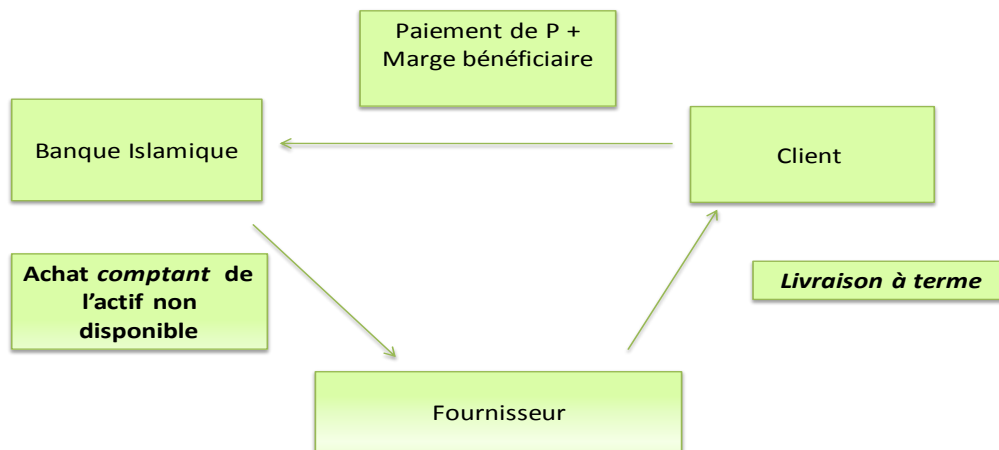 Paiement de P +
Marge bénéficiaire
Banque Islamique
Client
Achat comptant de
l’actif non
disponible
Livraison à terme
Fournisseur